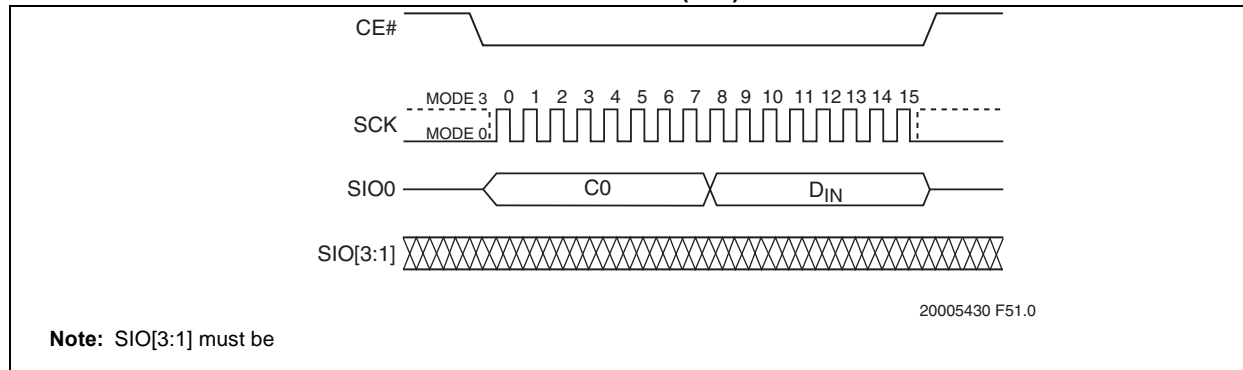 CE#
MODE 3 0 1 2 3 4 5 6 7 8 9 10 11 12 13 14 15
SCK
MODE 0
SIO0 C0 DIN
SIO[3:1]
20005430 F51.0
Note: SIO[3:1] must be